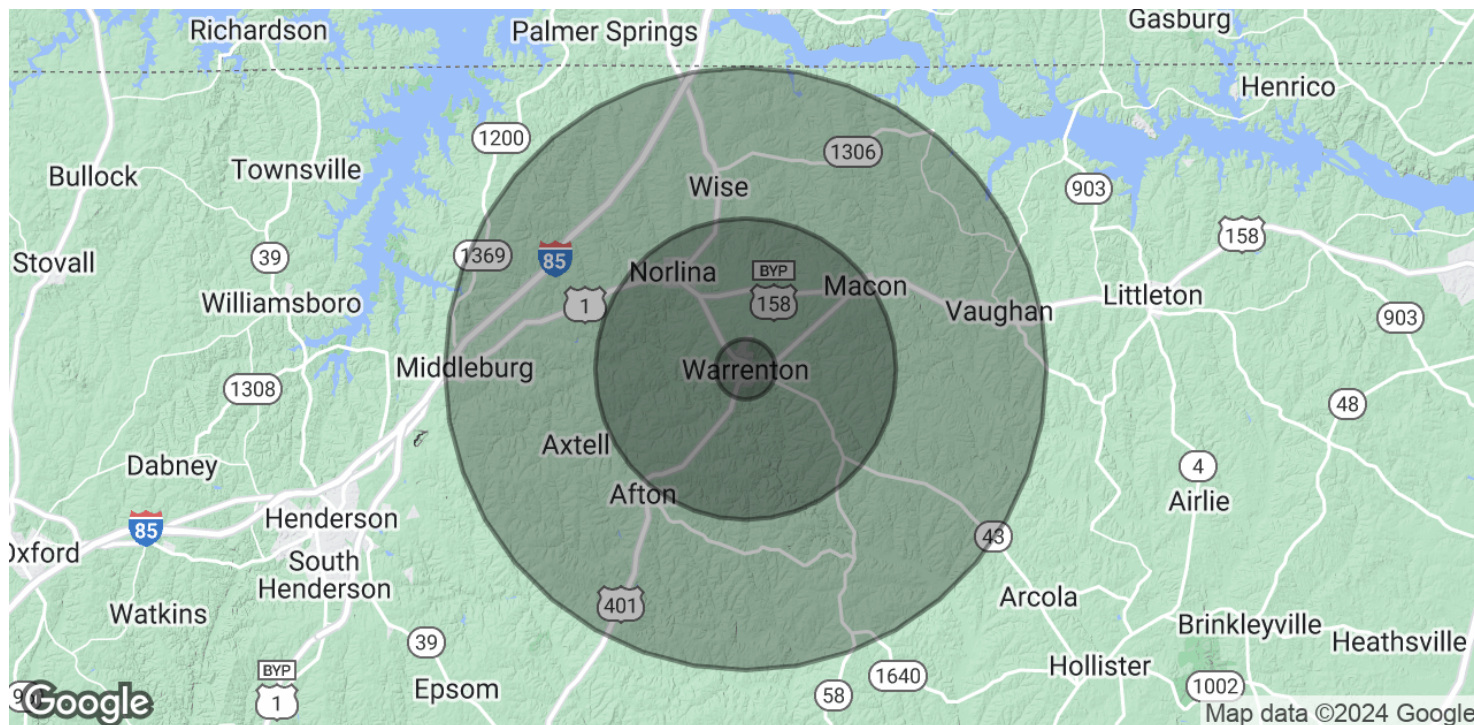 Richardson
Palmer Springs
Gasburg
Henrico
1200
1306
Bullock
Townsville
Wise
903
39
1369
85
Stovall
Norlina
BYP
158
Macon
158
Williamsboro
1
Vaughan
Littleton
903
Middleburg
Warrenton
1308
48
Axtell
Dabney
4
Afton
Airlie
Henderson
85
43
Oxford
South
Henderson
401
Arcola
Watkins
39
Brinkleyville
Heathsville
BYP
1
Epsom
Hollister
1640
58
1002
Google
Map data ©2024 Google